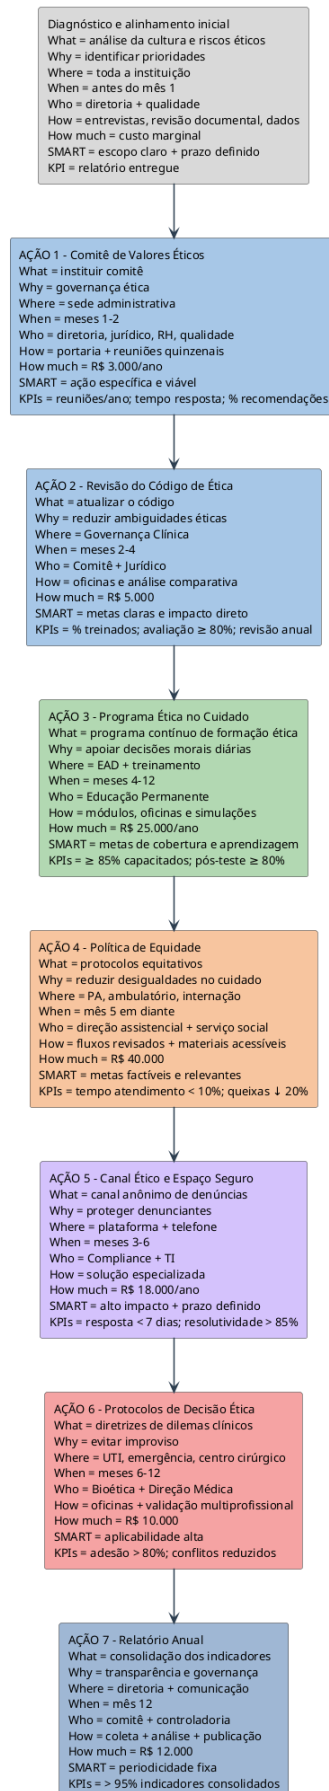 Diagnóstico e alinhamento inicial
What = análise da cultura e riscos éticos
Why = identificar prioridades
Where = toda a instituição
When = antes do mês 1
Who = diretoria + qualidade
How = entrevistas, revisão documental, dados
How much = custo marginal
SMART = escopo claro + prazo definido
KPI = relatório entregue
AÇÃO 1 - Comitê de Valores Éticos
What = instituir comitê
Why = governança ética
Where = sede administrativa
When = meses 1-2
Who = diretoria, jurídico, RH, qualidade
How = portaria + reuniões quinzenais
How much = R$ 3.000/ano
SMART = ação específica e viável
KPIs = reuniões/ano; tempo resposta; % recomendações
AÇÃO 2 - Revisão do Código de Ética
What = atualizar o código
Why = reduzir ambiguidades éticas
Where = Governança Clínica
When = meses 2-4
Who = Comitê + Jurídico
How = oficinas e análise comparativa
How much = R$ 5.000
SMART = metas claras e impacto direto
KPIs = % treinados; avaliação ≥ 80%; revisão anual
AÇÃO 3 - Programa Ética no Cuidado
What = programa contínuo de formação ética
Why = apoiar decisões morais diárias
Where = EAD + treinamento
When = meses 4-12
Who = Educação Permanente
How = módulos, oficinas e simulações
How much = R$ 25.000/ano
SMART = metas de cobertura e aprendizagem
KPIs = ≥ 85% capacitados; pós-teste ≥ 80%
AÇÃO 4 - Política de Equidade
What = protocolos equitativos
Why = reduzir desigualdades no cuidado
Where = PA, ambulatório, internação
When = mês 5 em diante
Who = direção assistencial + serviço social
How = fluxos revisados + materiais acessíveis
How much = R$ 40.000
SMART = metas factíveis e relevantes
KPIs = tempo atendimento < 10%; queixas ↓ 20%
AÇÃO 5 - Canal Ético e Espaço Seguro
What = canal anônimo de denúncias
Why = proteger denunciantes
Where = plataforma + telefone
When = meses 3-6
Who = Compliance + TI
How = solução especializada
How much = R$ 18.000/ano
SMART = alto impacto + prazo definido
KPIs = resposta < 7 dias; resolutividade > 85%
AÇÃO 6 - Protocolos de Decisão Ética
What = diretrizes de dilemas clínicos
Why = evitar improviso
Where = UTI, emergência, centro cirúrgico
When = meses 6-12
Who = Bioética + Direção Médica
How = oficinas + validação multiprofissional
How much = R$ 10.000
SMART = aplicabilidade alta
KPIs = adesão > 80%; conflitos reduzidos
AÇÃO 7 - Relatório Anual
What = consolidação dos indicadores
Why = transparência e governança
Where = diretoria + comunicação
When = mês 12
Who = comitê + controladoria
How = coleta + análise + publicação
How much = R$ 12.000
SMART = periodicidade fixa
KPIs = > 95% indicadores consolidados